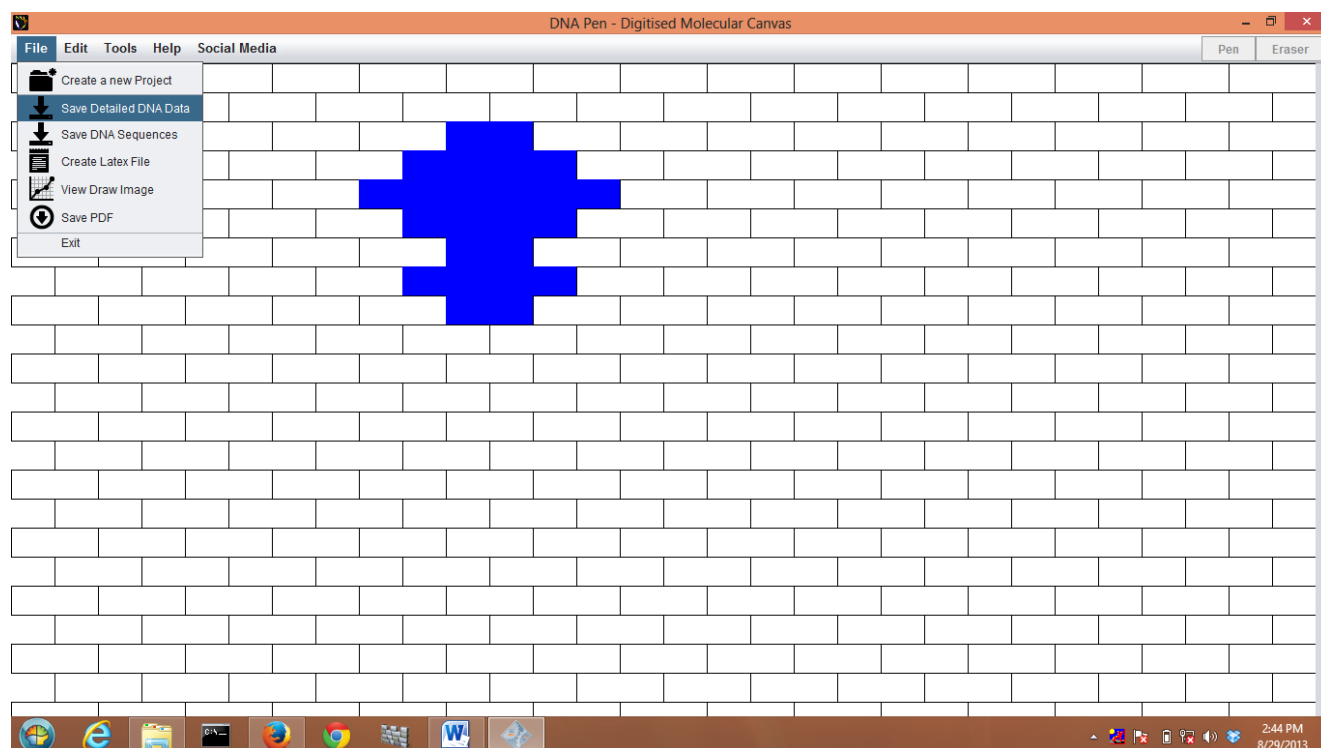 DNA Pen - Digitised Molecular Canvas
File Edit Tools Help Social Media Pen Eraser
Create a new Project
Save Detailed DNA Data
Save DNA Sequences
Create Latex File
View Draw Image
Save PDF
Exit
C:\_
W
2:44 PM
8/29/2013